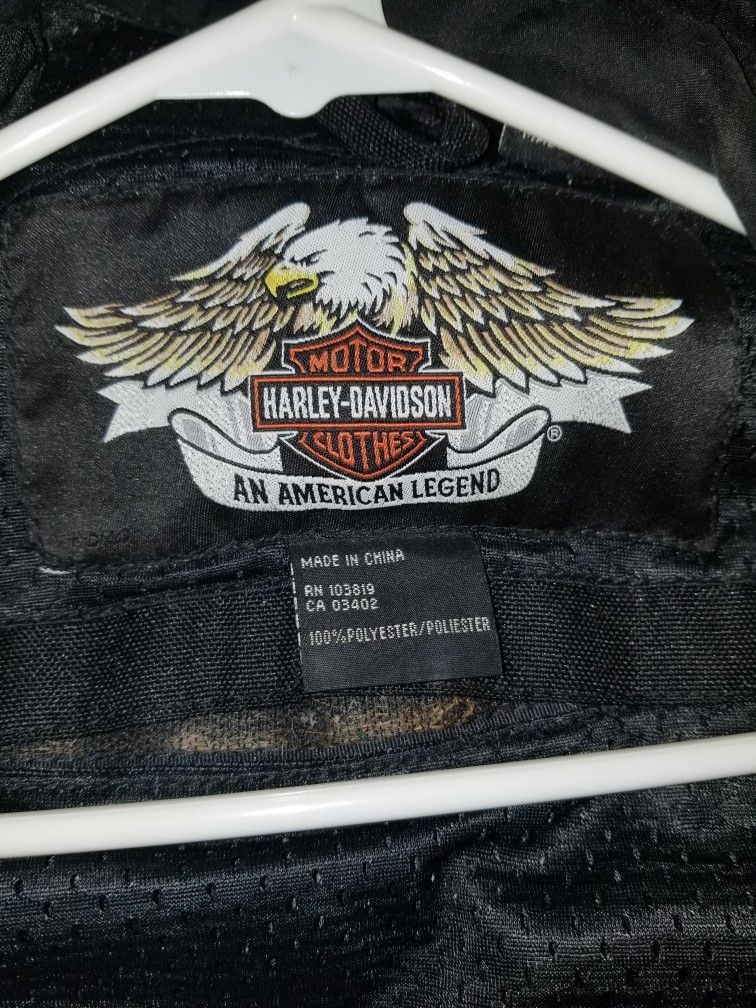 MOTOR
HARLEY-DAVIDSON
CLOTHES
®
AN AMERICAN LEGEND
MADE IN CHINA
RN 103819
CA 03402
100%POLYESTER/POLIESTER